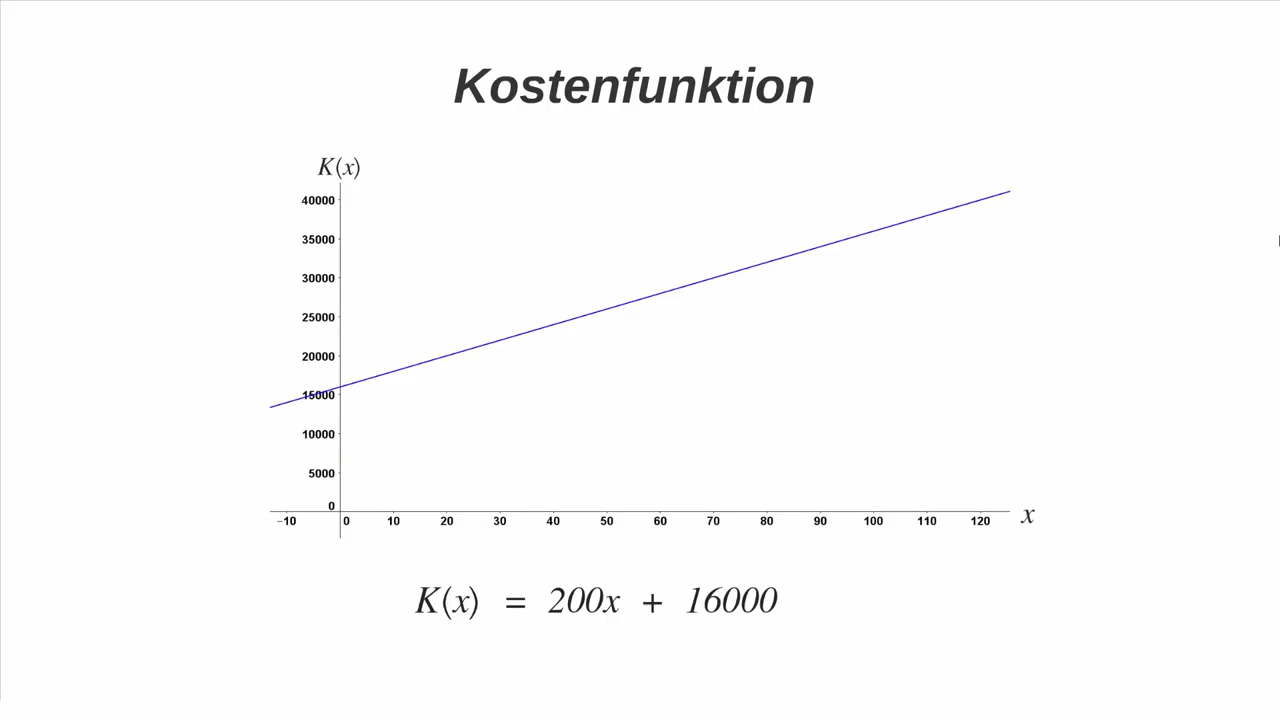 Kostenfunktion
K(x)
40000
35000
30000
25000
20000
15000
10000
5000
0
−10 0 10 20 30 40 50 60 70 80 90 100 110 120 x
K(x) = 200x + 16000